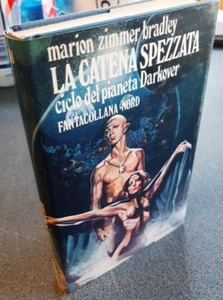 marion zimmer bradley
LA CATENA SPEZZATA
ciclo del pianeta Darkover
FANTACOLLANA NORD